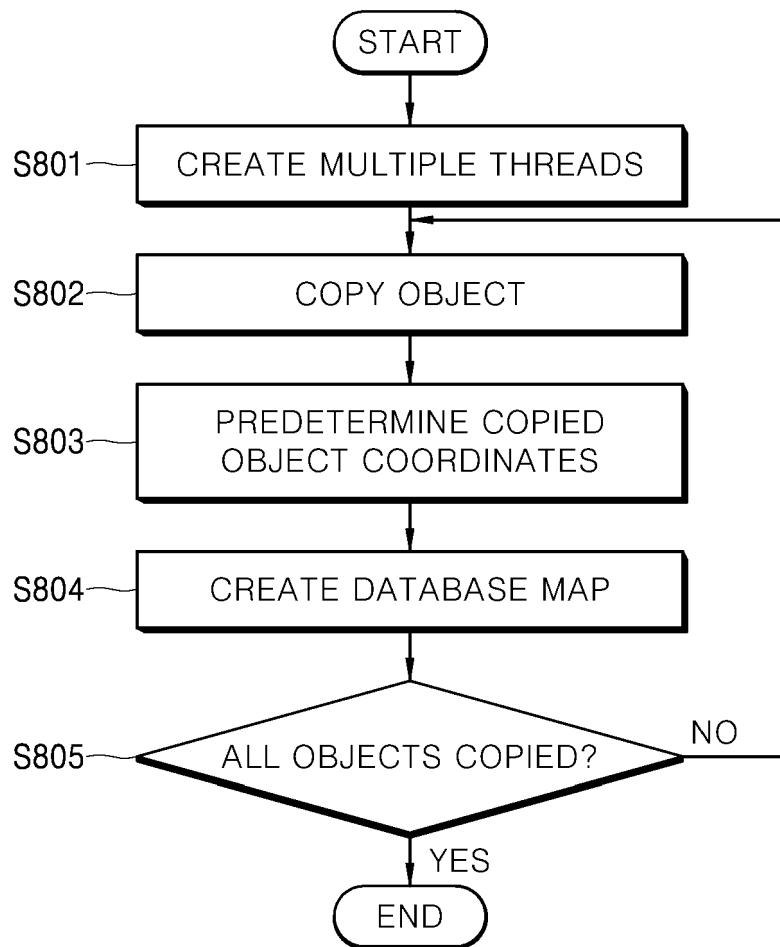 START
S801
CREATE MULTIPLE THREADS
S802
COPY OBJECT
S803
PREDETERMINE COPIED
OBJECT COORDINATES
S804
CREATE DATABASE MAP
S805
ALL OBJECTS COPIED?
NO
YES
END